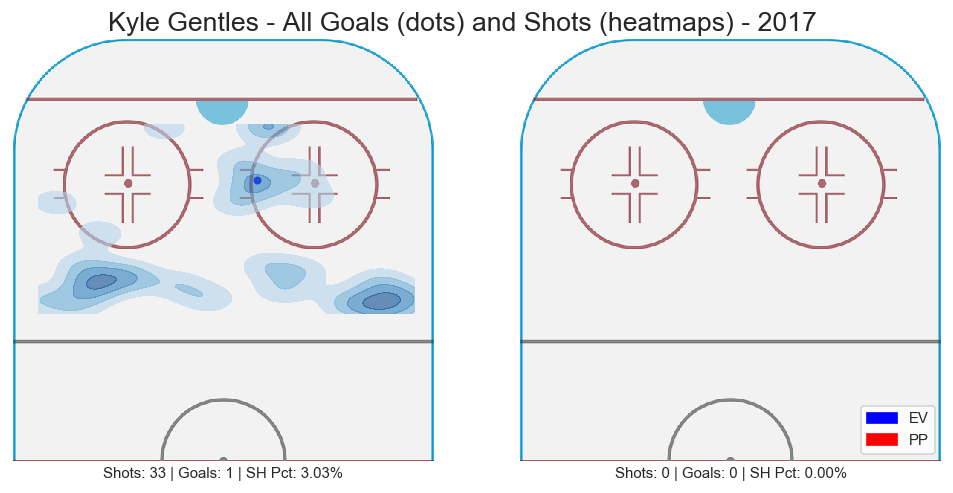 Kyle Gentles - All Goals (dots) and Shots (heatmaps) - 2017
EV
PP
Shots: 33 | Goals: 1 | SH Pct: 3.03%
Shots: 0 | Goals: 0 | SH Pct: 0.00%